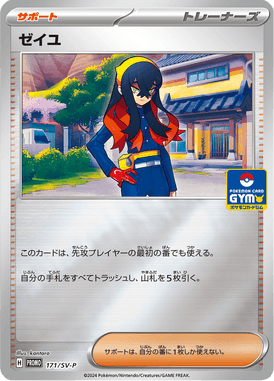 サポート
トレーナーズ
ゼイユ
POKÉMON CARD
GYM
ポケモンカードジム
このカードは、先攻プレイヤーの最初の番でも使える。
自分の手札をすべてトラッシュし、山札を5枚引く。
Illus. kantaro
H PROMO 171/SV-P
サポートは、自分の番に1枚しか使えない。
©2024 Pokémon/Nintendo/Creatures/GAME FREAK.